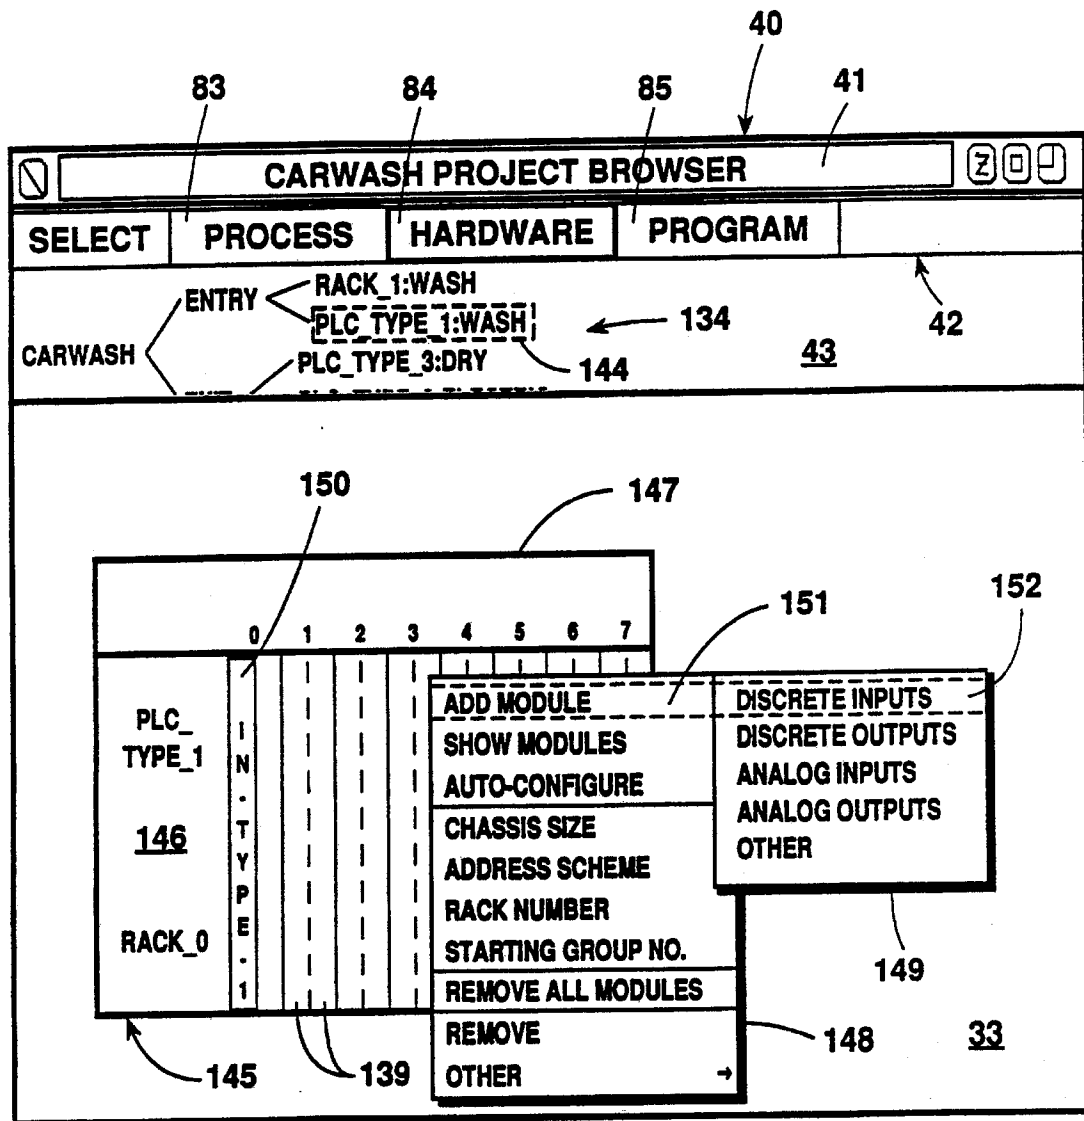 40
83 84 85 41
CARWASH PROJECT BROWSER Z
SELECT PROCESS HARDWARE PROGRAM
42
CARWASH
ENTRY
RACK_1:WASH
PLC_TYPE_1:WASH
PLC_TYPE_3:DRY
134
144
43
150
147
151
152
0 1 2 3 4 5 6 7
PLC_
TYPE_1
146
RACK_0
IN-TYPE-1
ADD MODULE
SHOW MODULES
AUTO-CONFIGURE
CHASSIS SIZE
ADDRESS SCHEME
RACK NUMBER
STARTING GROUP NO.
REMOVE ALL MODULES
REMOVE
OTHER →
DISCRETE INPUTS
DISCRETE OUTPUTS
ANALOG INPUTS
ANALOG OUTPUTS
OTHER
149
148
33
145
139